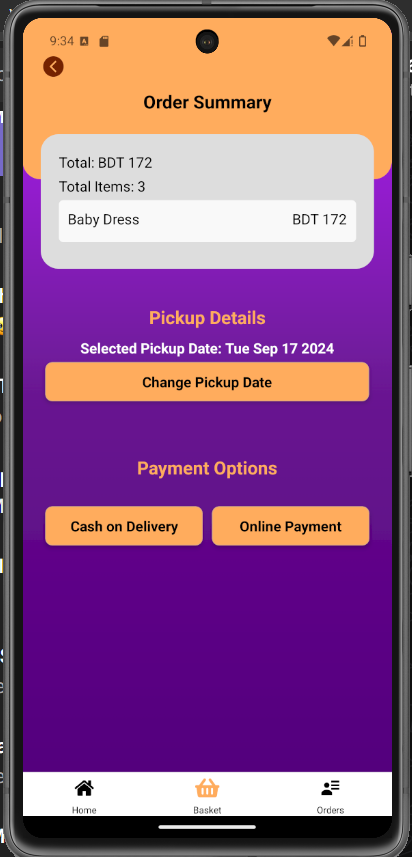 9:34
Order Summary
Total: BDT 172
Total Items: 3
Baby Dress BDT 172
Pickup Details
Selected Pickup Date: Tue Sep 17 2024
Change Pickup Date
Payment Options
Cash on Delivery Online Payment
Home Basket Orders